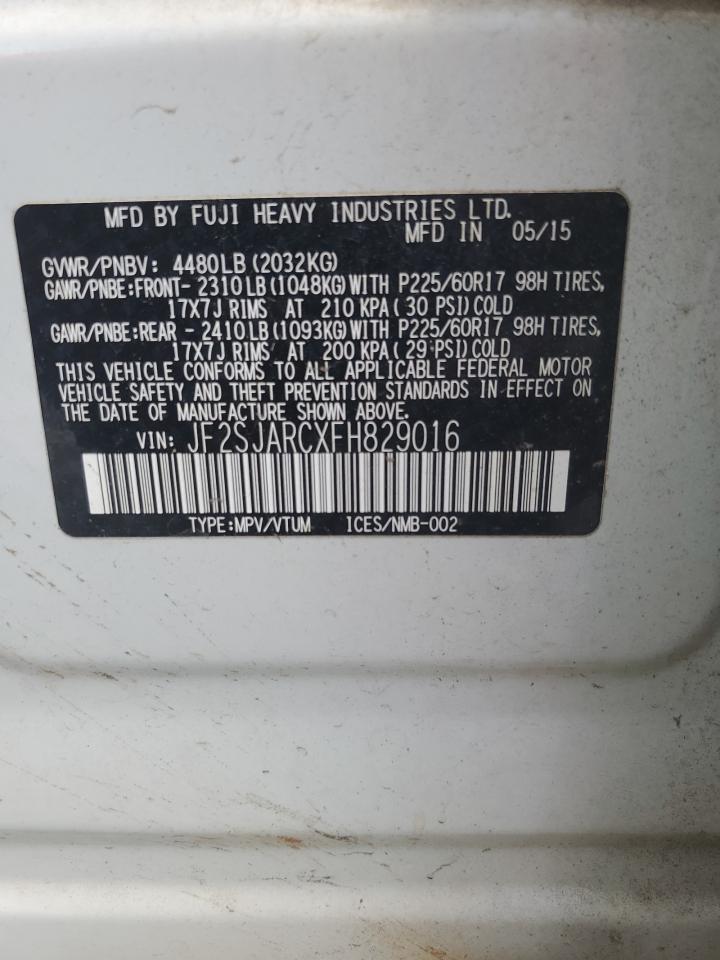 MFD BY FUJI HEAVY INDUSTRIES LTD.
MFD IN 05/15
GVWR/PNBV: 4480LB (2032KG)
GAWR/PNBE:FRONT- 2310LB (1048KG) WITH P225/60R17 98H TIRES,
17X7J RIMS AT 210 KPA (30 PSI) COLD
GAWR/PNBE:REAR - 2410LB (1093KG) WITH P225/60R17 98H TIRES,
17X7J RIMS AT 200 KPA (29 PSI) COLD
THIS VEHICLE CONFORMS TO ALL APPLICABLE FEDERAL MOTOR
VEHICLE SAFETY AND THEFT PREVENTION STANDARDS IN EFFECT ON
THE DATE OF MANUFACTURE SHOWN ABOVE.
VIN: JF2SJARCXFH829016
TYPE:MPV/VTUM ICES/NMB-002